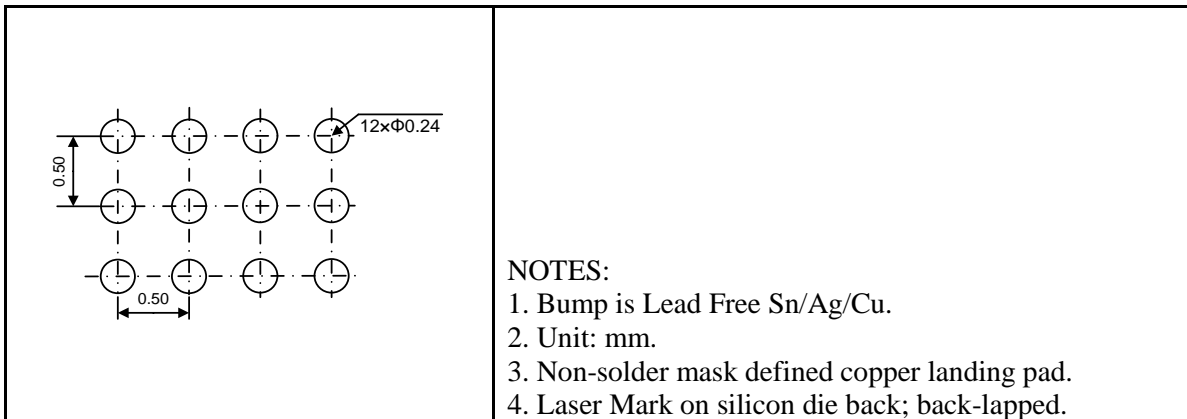 12×Φ0.24
0.50
0.50
NOTES:
1. Bump is Lead Free Sn/Ag/Cu.
2. Unit: mm.
3. Non-solder mask defined copper landing pad.
4. Laser Mark on silicon die back; back-lapped.